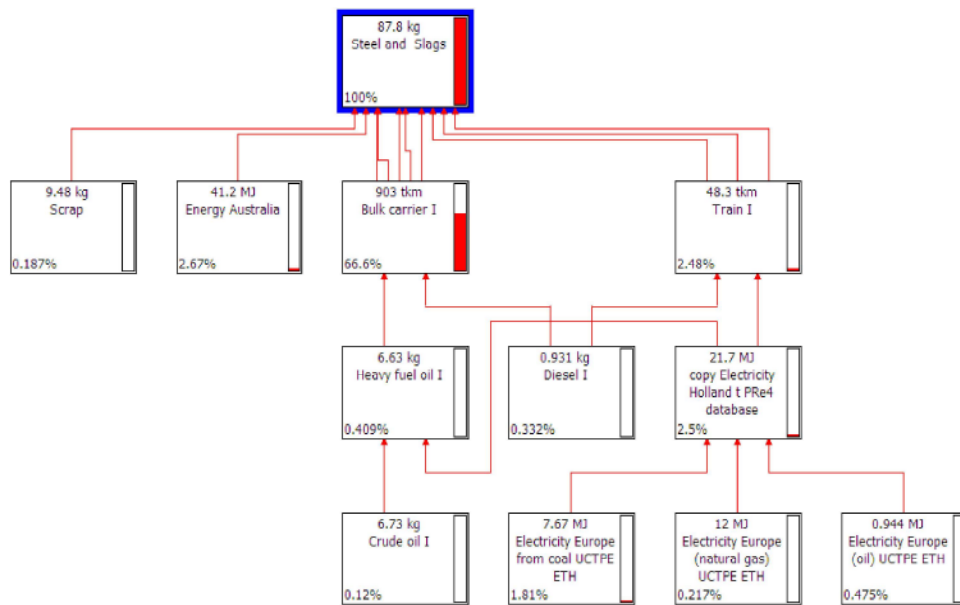 87.8 kg
Steel and Slags
100%
9.48 kg
Scrap
0.187%
41.2 MJ
Energy Australia
2.67%
903 tkm
Bulk carrier I
66.6%
48.3 tkm
Train I
2.48%
6.63 kg
Heavy fuel oil I
0.409%
0.931 kg
Diesel I
0.332%
21.7 MJ
copy Electricity
Holland t PRe4
database
2.5%
6.73 kg
Crude oil I
0.12%
7.67 MJ
Electricity Europe
from coal UCTPE
ETH
1.81%
12 MJ
Electricity Europe
(natural gas)
UCTPE ETH
0.217%
0.944 MJ
Electricity Europe
(oil) UCTPE ETH
0.475%